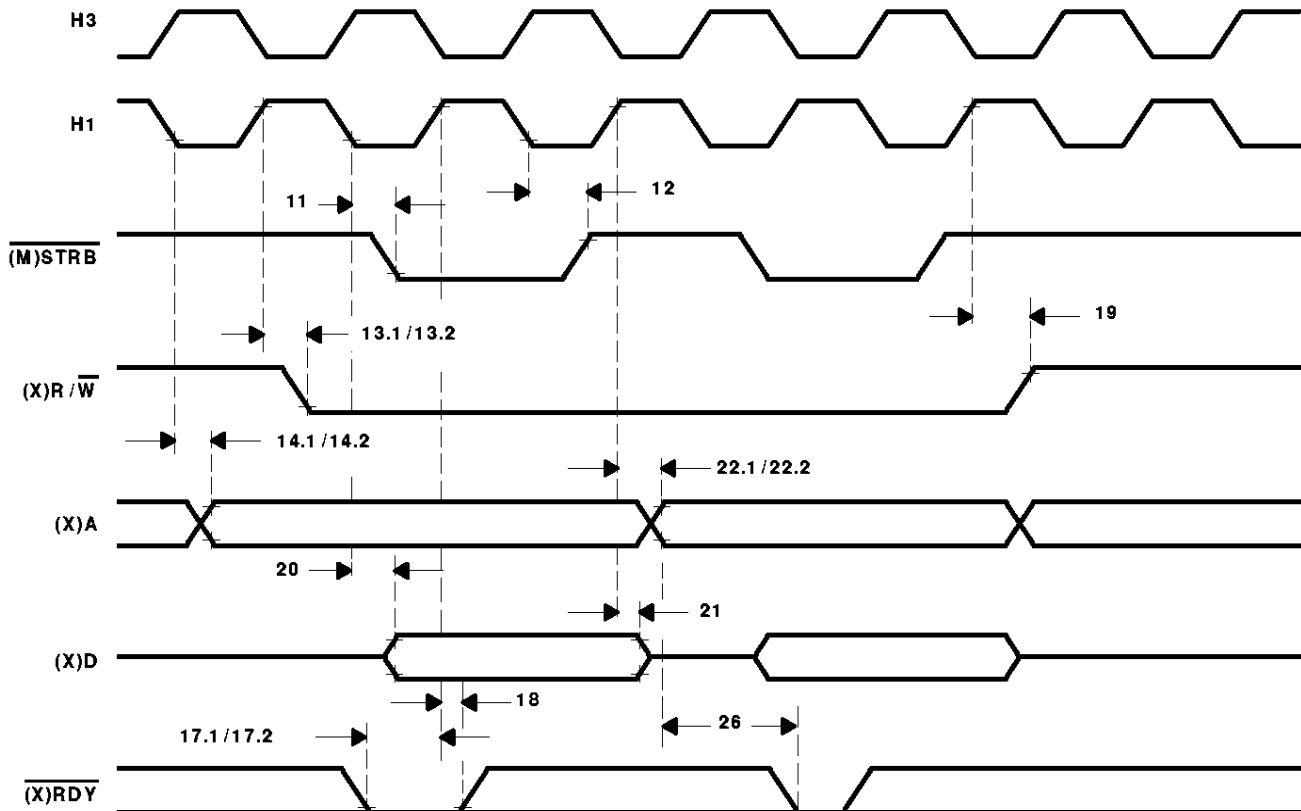 H3
H1
11
12
(M)STRB
13.1/13.2
19
(X)R/W
14.1/14.2
22.1/22.2
(X)A
20
21
(X)D
18
26
17.1/17.2
(X)RDY